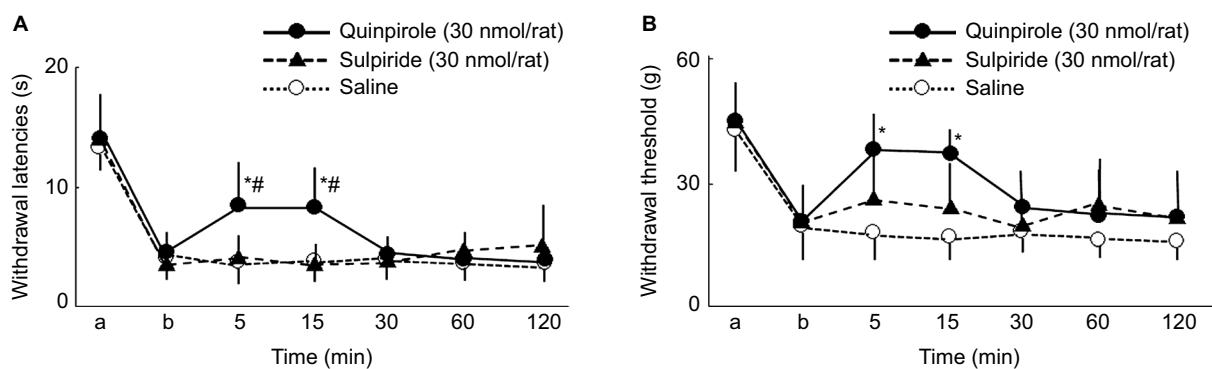 A
Quinpirole (30 nmol/rat)
Sulpiride (30 nmol/rat)
Saline
Withdrawal latencies (s)
20
10
0
*#
*#
a b 5 15 30 60 120
Time (min)
B
Quinpirole (30 nmol/rat)
Sulpiride (30 nmol/rat)
Saline
Withdrawal threshold (g)
60
30
0
*
*
a b 5 15 30 60 120
Time (min)